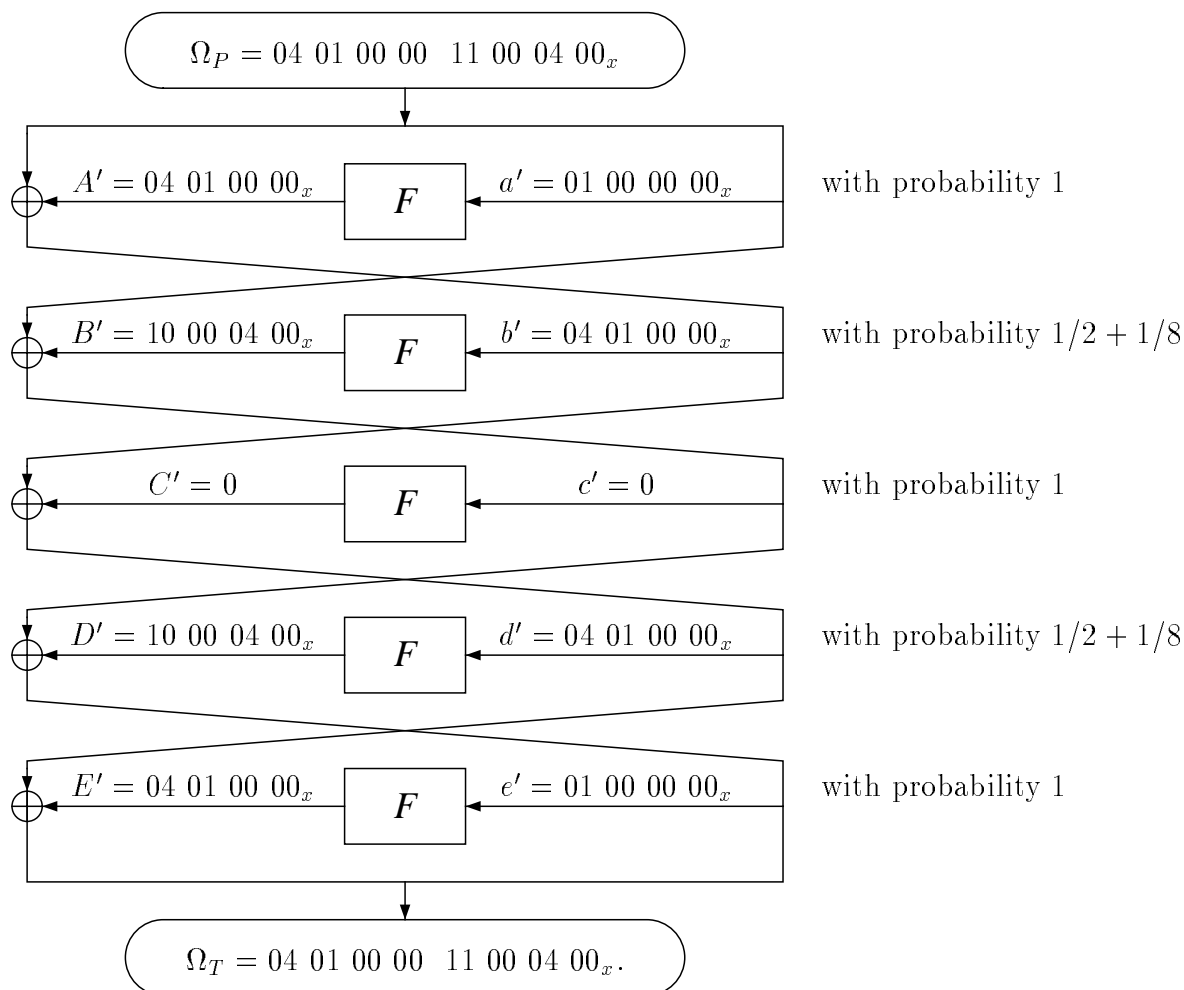 Ω_P = 04 01 00 00 11 00 04 00_x
A' = 04 01 00 00_x F a' = 01 00 00 00_x with probability 1
B' = 10 00 04 00_x F b' = 04 01 00 00_x with probability 1/2 + 1/8
C' = 0 F c' = 0 with probability 1
D' = 10 00 04 00_x F d' = 04 01 00 00_x with probability 1/2 + 1/8
E' = 04 01 00 00_x F e' = 01 00 00 00_x with probability 1
Ω_T = 04 01 00 00 11 00 04 00_x.